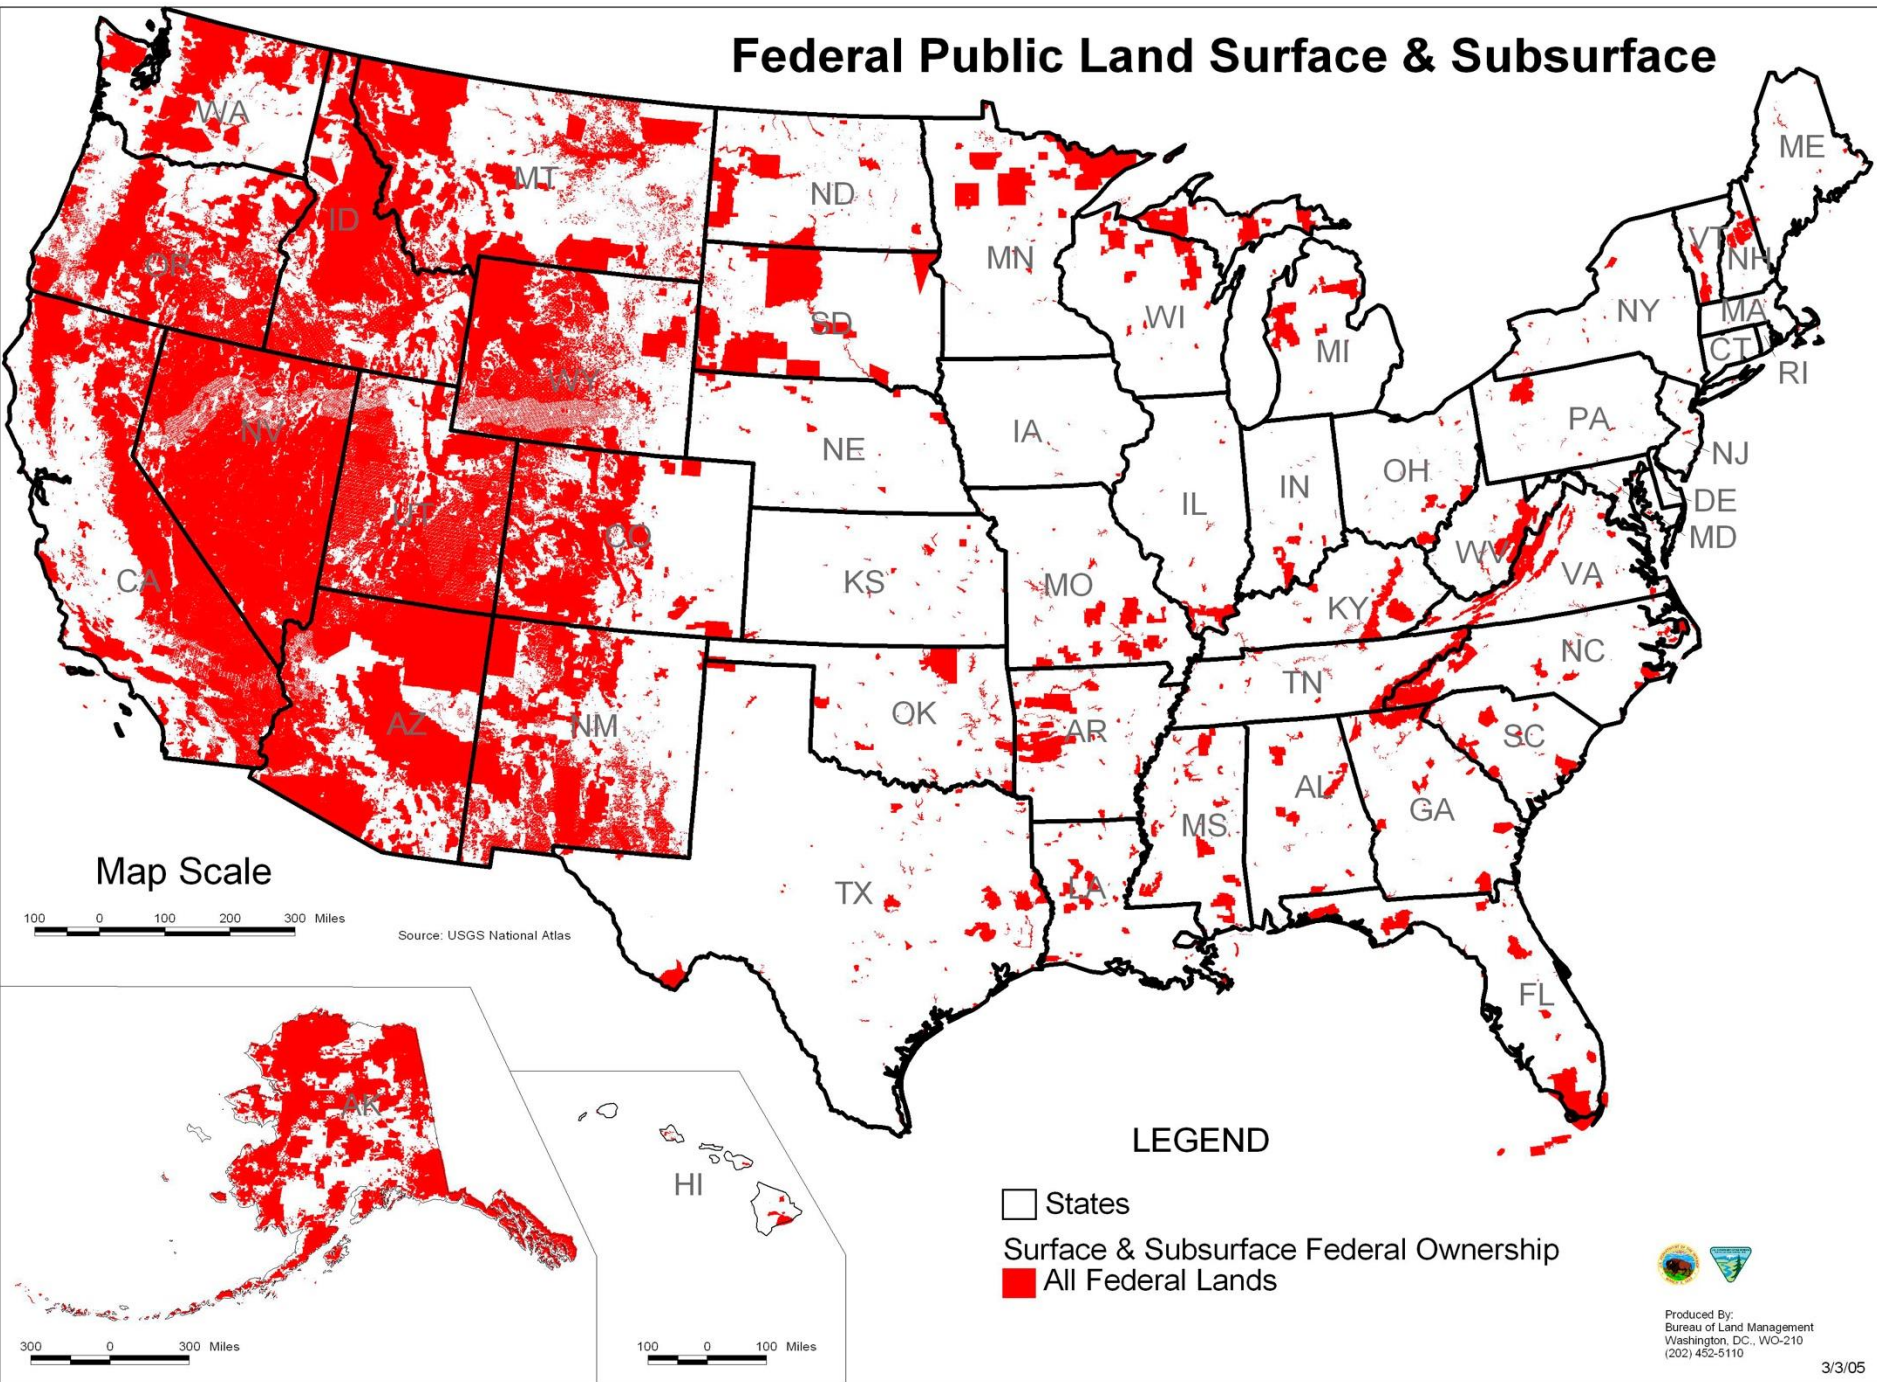 Federal Public Land Surface & Subsurface
WA
MT
ND
MN
ME
ID
OR
SD
WI
MI
VT
NH
NY
MA
CT
RI
WY
NE
IA
PA
NJ
NV
UT
CO
KS
MO
IL
IN
OH
WV
VA
DE
MD
CA
KY
AZ
NM
OK
AR
TN
NC
SC
MS
AL
GA
TX
LA
FL
Map Scale
100 0 100 200 300 Miles
Source: USGS National Atlas
AK
300 0 300 Miles
HI
100 0 100 Miles
LEGEND
States
Surface & Subsurface Federal Ownership
All Federal Lands
Produced By:
Bureau of Land Management
Washington, DC., WO-210
(202) 452-5110
3/3/05